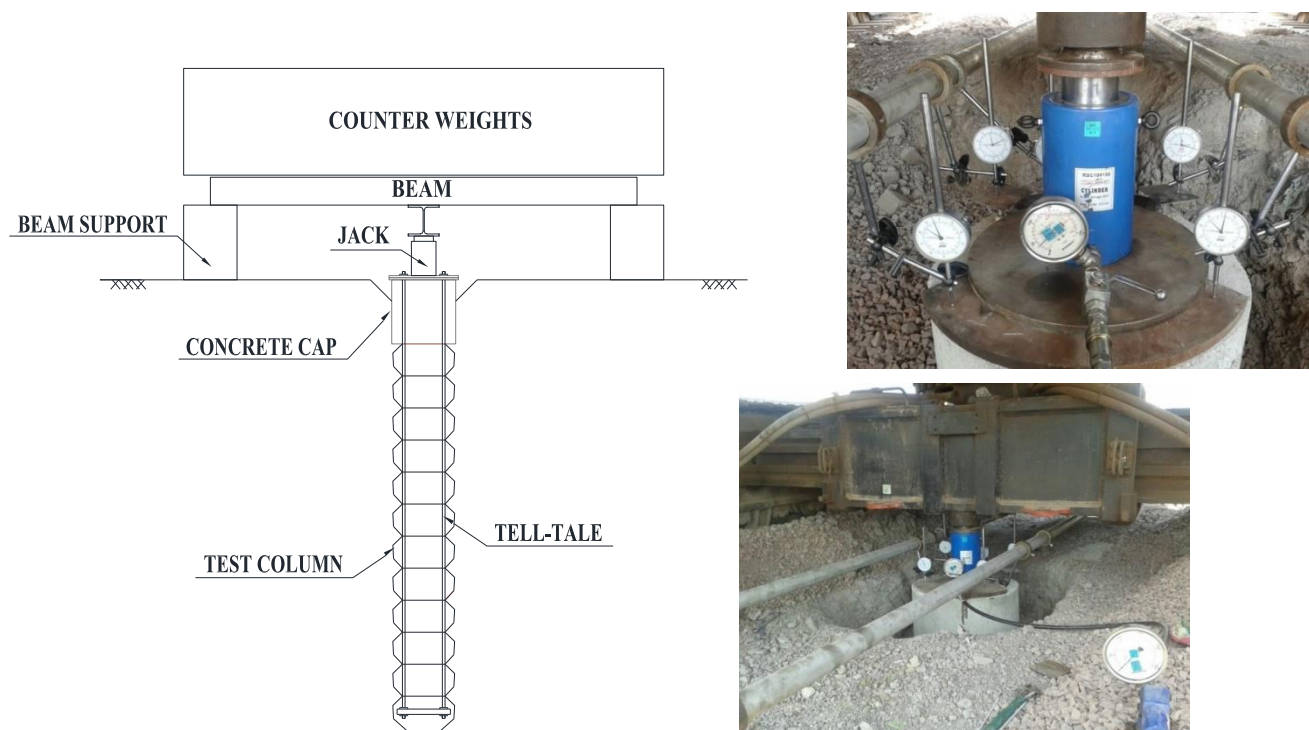 COUNTER WEIGHTS
BEAM
BEAM SUPPORT
JACK
CONCRETE CAP
TELL-TALE
TEST COLUMN
CYLINDER